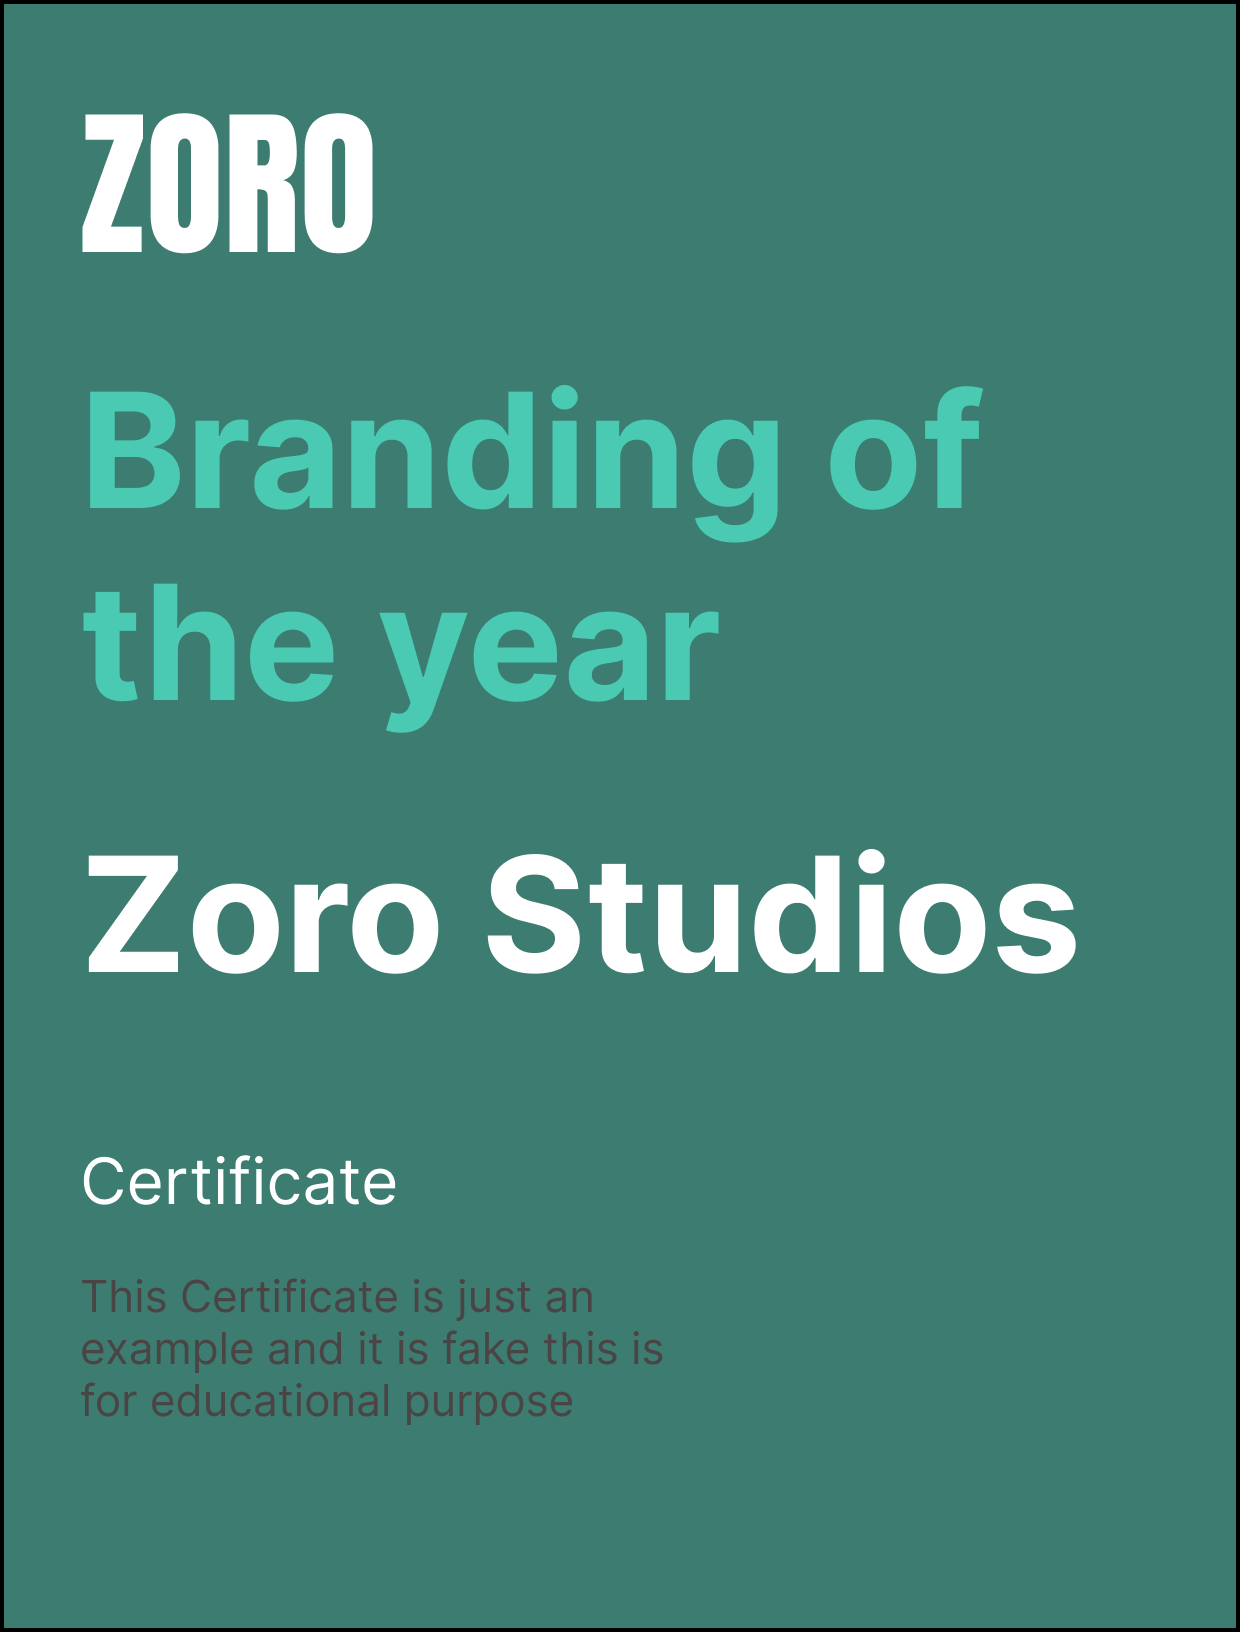 ZORO
Branding of
the year
Zoro Studios
Certificate
This Certificate is just an
example and it is fake this is
for educational purpose